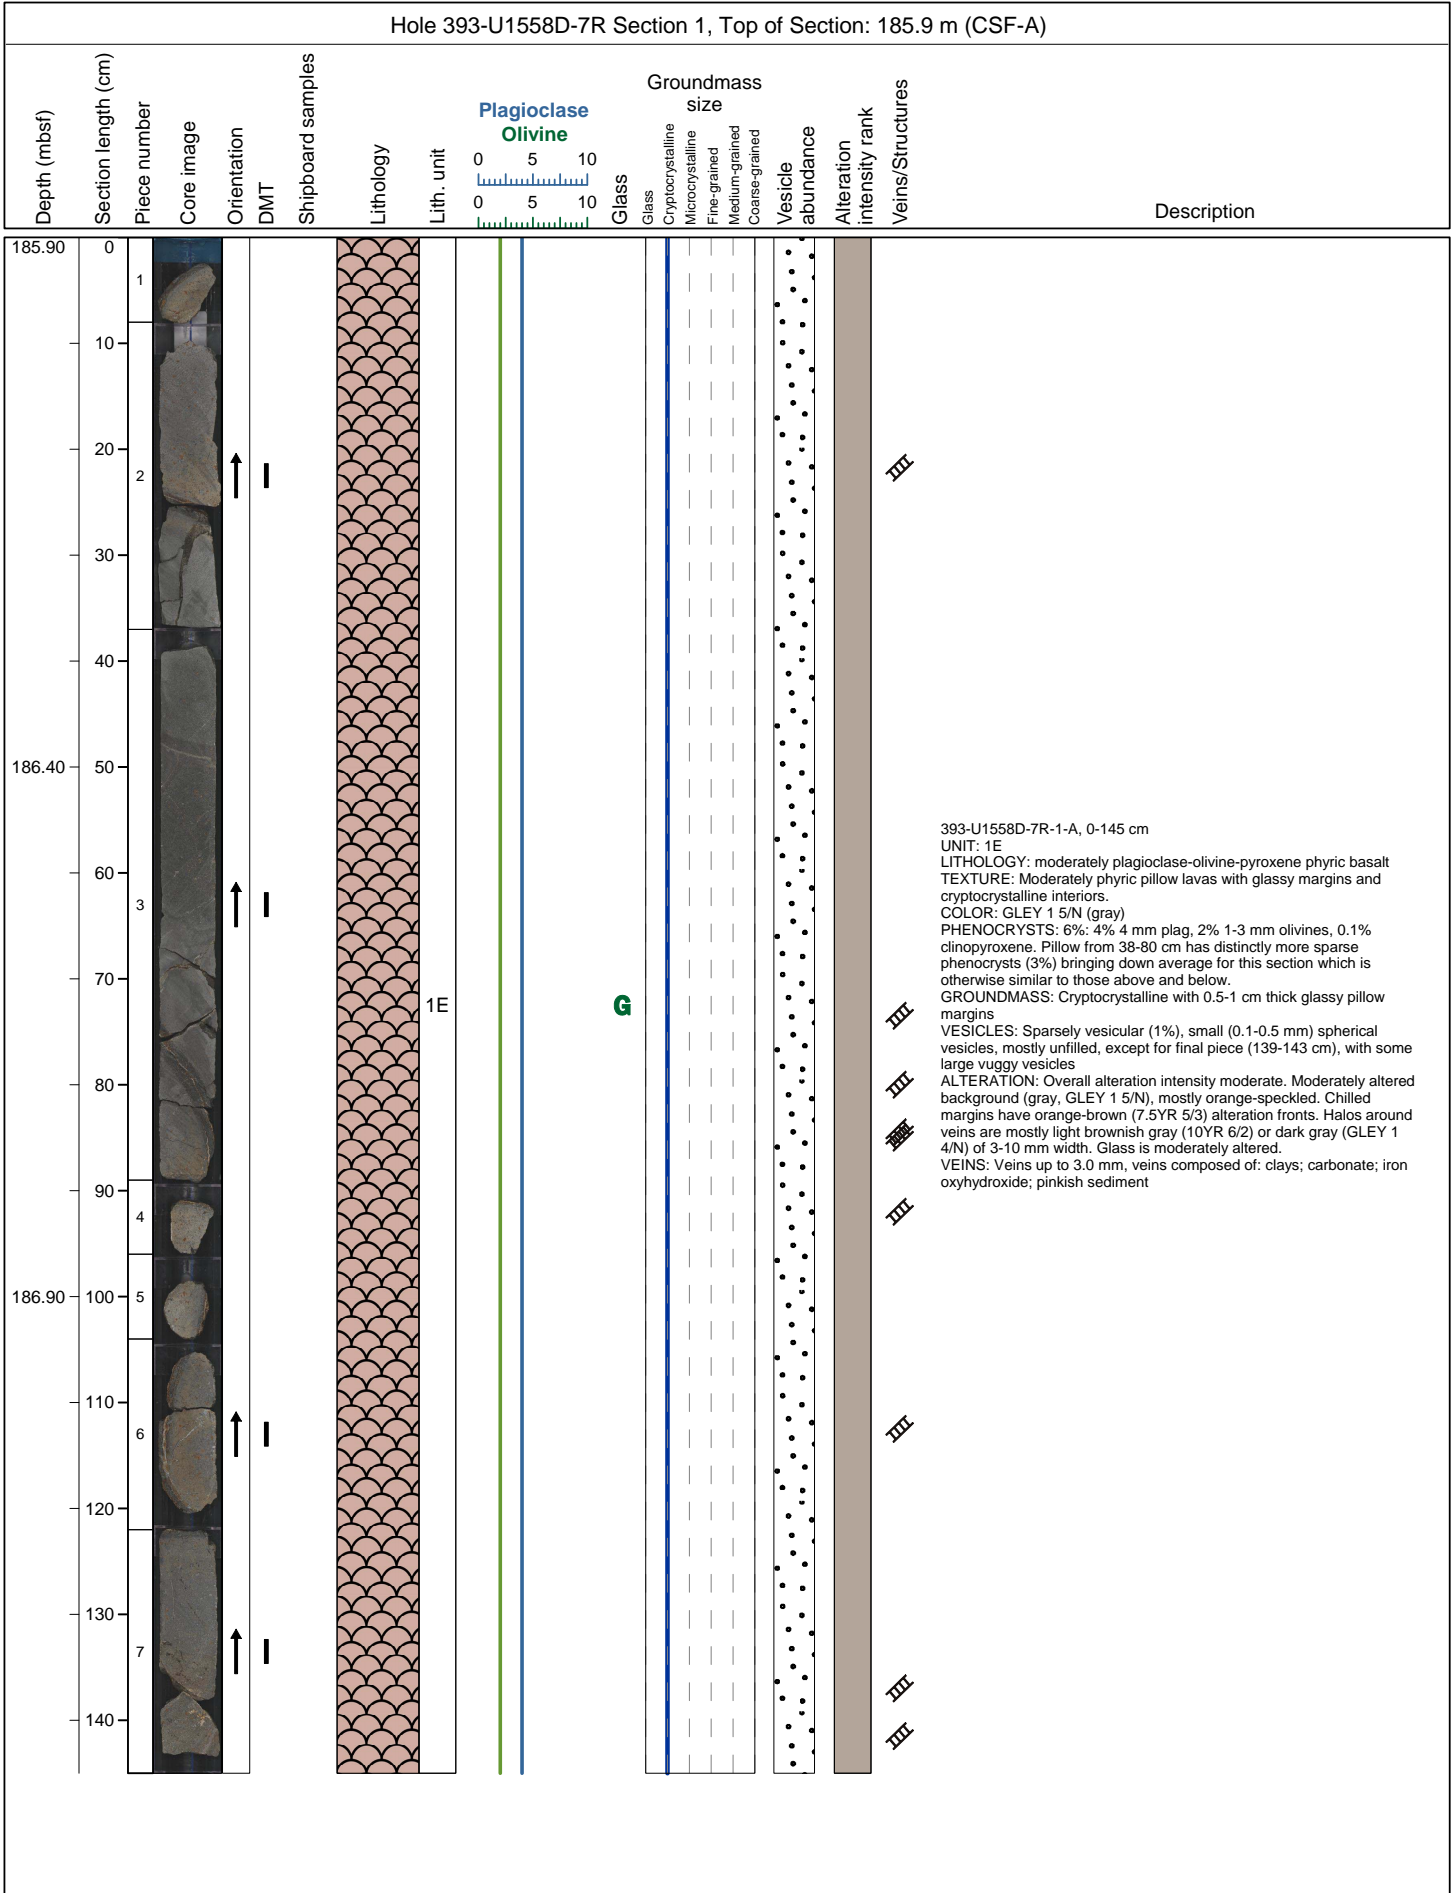 Hole 393-U1558D-7R Section 1, Top of Section: 185.9 m (CSF-A)
Depth (mbsf)
Section length (cm)
Piece number
Core image
Orientation
DMT
Shipboard samples
Lithology
Lith. unit
Plagioclase
Olivine
0 5 10
0 5 10
Glass
Groundmass
size
Glass
Cryptocrystalline
Microcrystalline
Fine-grained
Medium-grained
Coarse-grained
Vesicle
abundance
Alteration
intensity rank
Veins/Structures
Description
185.90
186.40
186.90
0
10
20
30
40
50
60
70
80
90
100
110
120
130
140
1
2
3
4
5
6
7
1E
G
393-U1558D-7R-1-A, 0-145 cm
UNIT: 1E
LITHOLOGY: moderately plagioclase-olivine-pyroxene phyric basalt
TEXTURE: Moderately phyric pillow lavas with glassy margins and
cryptocrystalline interiors.
COLOR: GLEY 1 5/N (gray)
PHENOCRYSTS: 6%: 4% 4 mm plag, 2% 1-3 mm olivines, 0.1%
clinopyroxene. Pillow from 38-80 cm has distinctly more sparse
phenocrysts (3%) bringing down average for this section which is
otherwise similar to those above and below.
GROUNDMASS: Cryptocrystalline with 0.5-1 cm thick glassy pillow
margins
VESICLES: Sparsely vesicular (1%), small (0.1-0.5 mm) spherical
vesicles, mostly unfilled, except for final piece (139-143 cm), with some
large vuggy vesicles
ALTERATION: Overall alteration intensity moderate. Moderately altered
background (gray, GLEY 1 5/N), mostly orange-speckled. Chilled
margins have orange-brown (7.5YR 5/3) alteration fronts. Halos around
veins are mostly light brownish gray (10YR 6/2) or dark gray (GLEY 1
4/N) of 3-10 mm width. Glass is moderately altered.
VEINS: Veins up to 3.0 mm, veins composed of: clays; carbonate; iron
oxyhydroxide; pinkish sediment